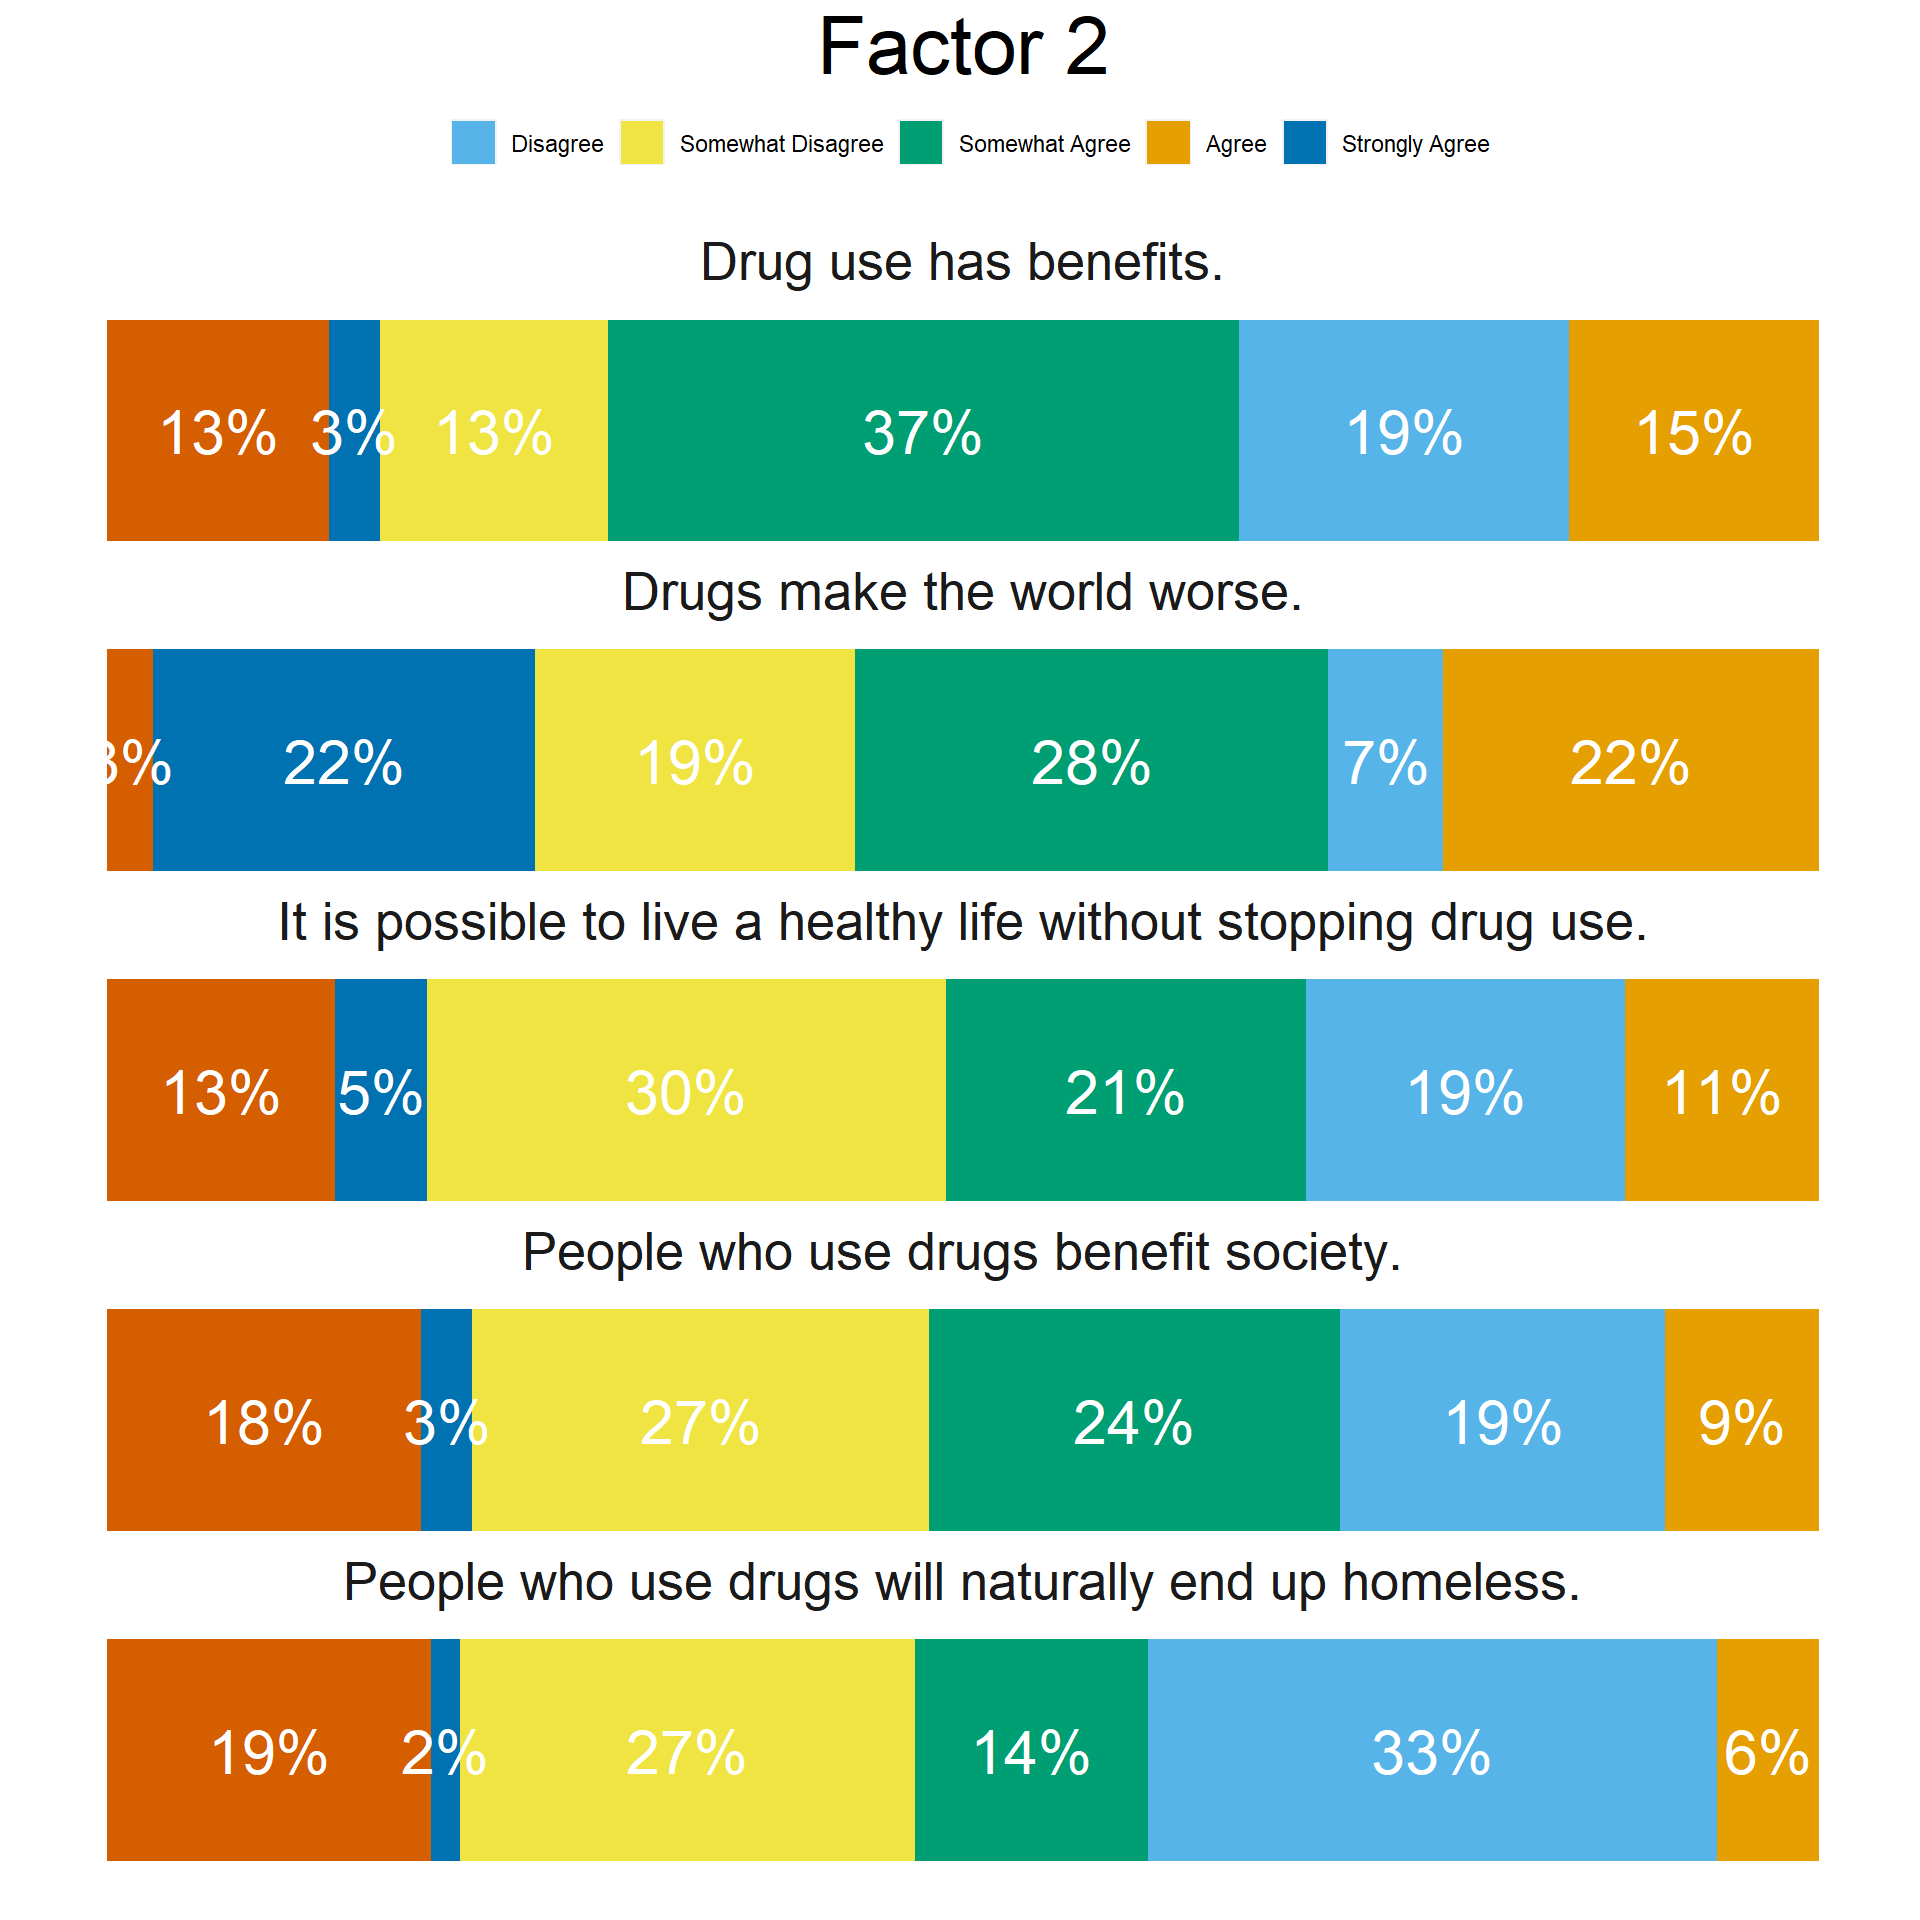 Factor 2
Disagree Somewhat Disagree Somewhat Agree Agree Strongly Agree
Drug use has benefits.
13% 3% 13% 37% 19% 15%
Drugs make the world worse.
3% 22% 19% 28% 7% 22%
It is possible to live a healthy life without stopping drug use.
13% 5% 30% 21% 19% 11%
People who use drugs benefit society.
18% 3% 27% 24% 19% 9%
People who use drugs will naturally end up homeless.
19% 2% 27% 14% 33% 6%